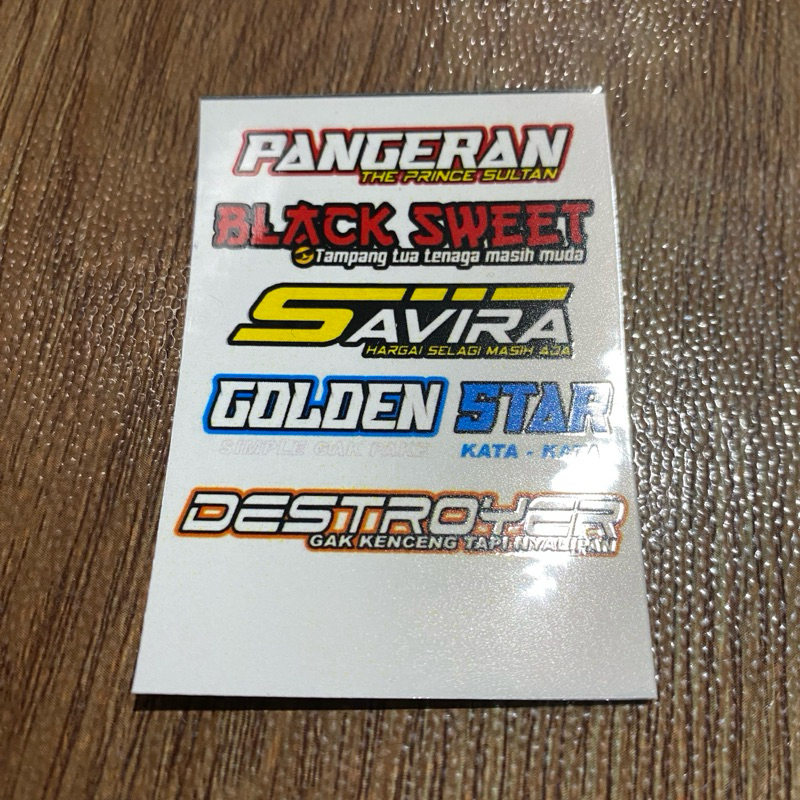 PANGERAN
THE PRINCE SULTAN
BLACK SWEET
Tampang tua tenaga masih muda
SAVIRA
HARGAI SELAGI MASIH ADA
GOLDEN STAR
SIMPLE GAK PAKE KATA - KATA
DESTROYER
GAK KENCENG TAPI NYALIPAN